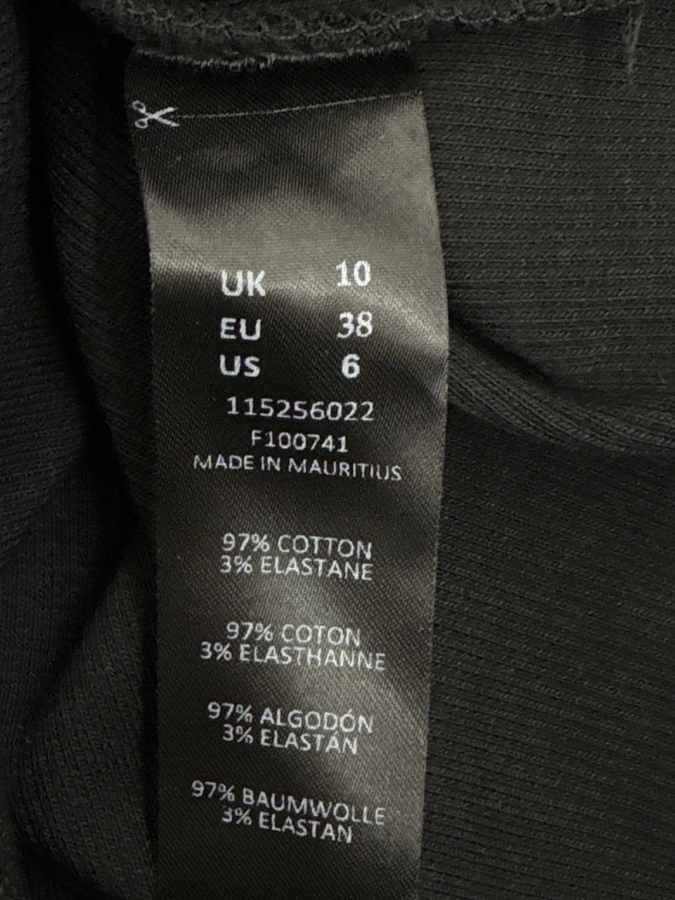 UK 10
EU 38
US 6
115256022
F100741
MADE IN MAURITIUS
97% COTTON
3% ELASTANE
97% COTON
3% ELASTHANNE
97% ALGODÓN
3% ELASTÁN
97% BAUMWOLLE
3% ELASTAN